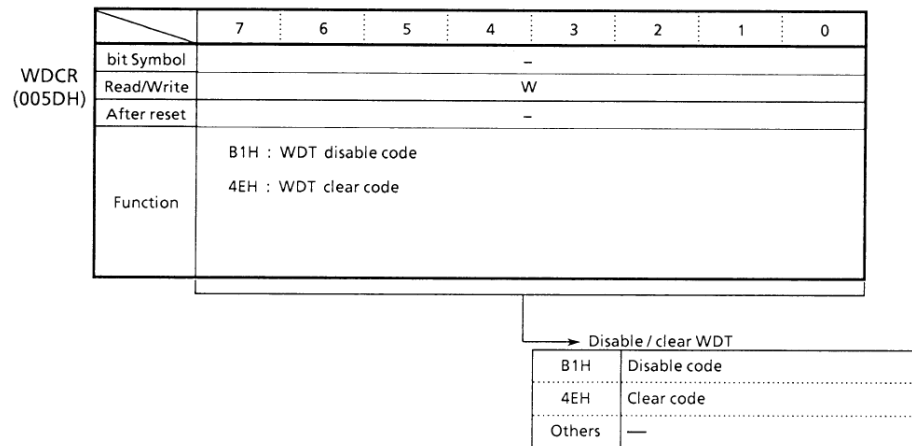 7 6 5 4 3 2 1 0
bit Symbol –
WDCR
(005DH)
Read/Write W
After reset –
Function
B1H : WDT disable code
4EH : WDT clear code
Disable / clear WDT
B1H Disable code
4EH Clear code
Others —